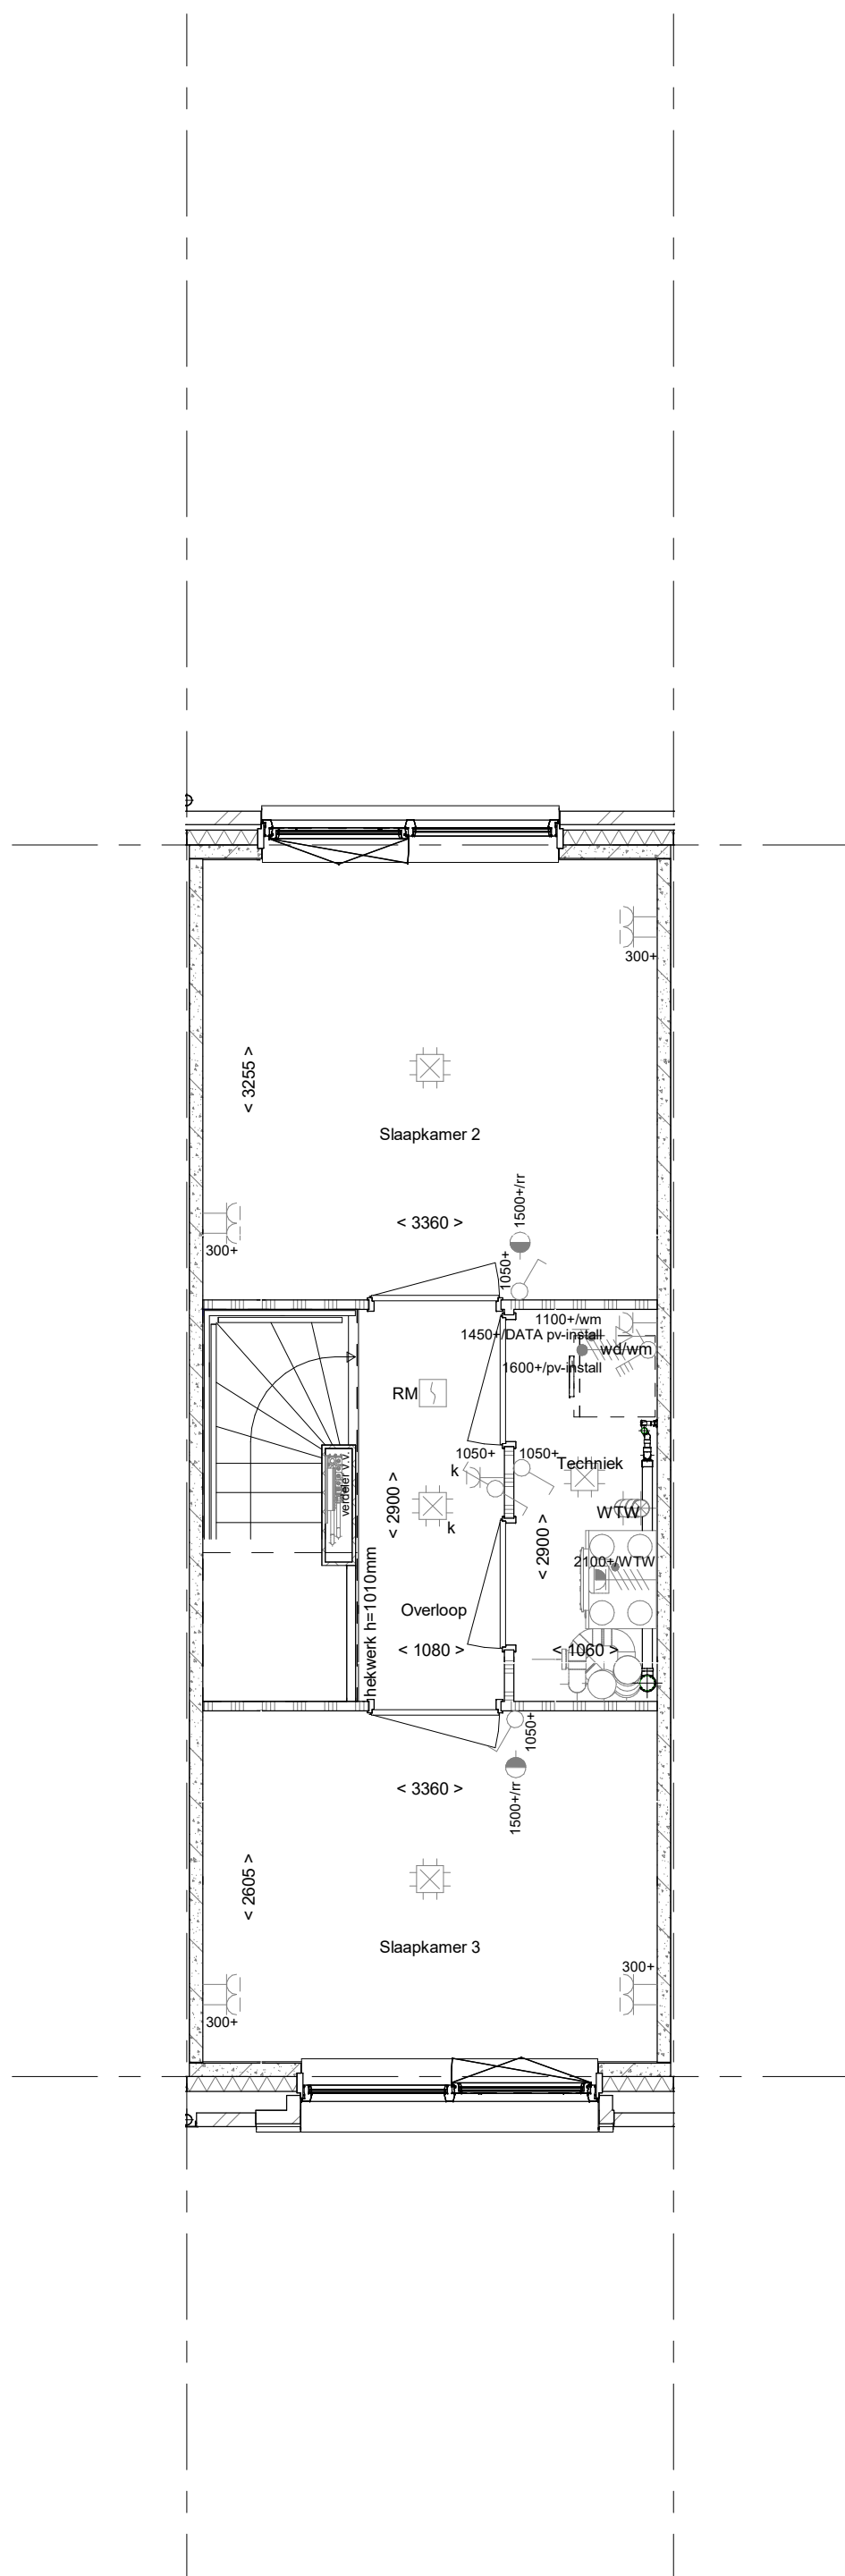 300+
< 3255 >
Slaapkamer 2
1500+/rr
< 3360 >
300+
1050+
1100+/wm
1450+/DATA pv-install
wd/wm
1600+/pv-install
RM
1050+
1050+
k
Techniek
verdeler v.v.
< 2900 >
WTW
k
< 2900 >
2100+/WTW
Overloop
hekwerk h=1010mm
< 1080 >
< 1060 >
1050+
< 3360 >
1500+/rr
< 2605 >
Slaapkamer 3
300+
300+